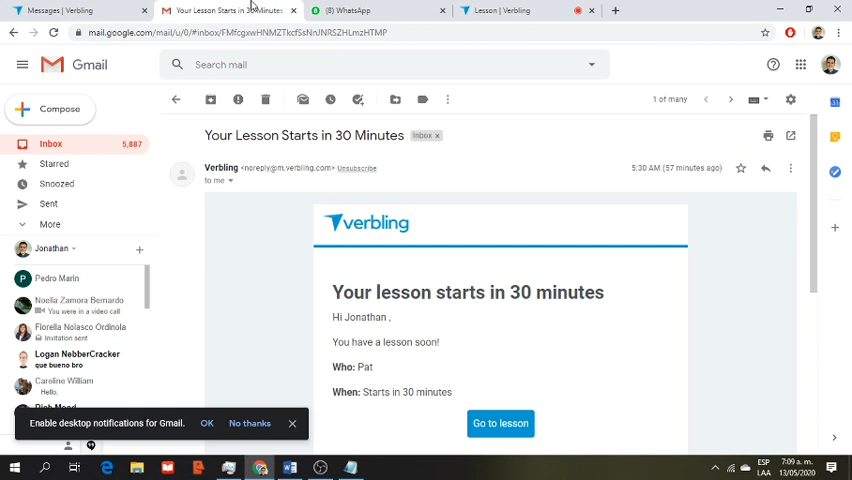 Messages | Verbling
Your Lesson Starts in 30 Minutes
(8) WhatsApp
Lesson | Verbling
mail.google.com/mail/u/0/#inbox/FMfcgxwHNMZTkcfSsNnJNRSZHLmzHTMP
Gmail
Search mail
Compose
1 of many
Inbox 5,887
Starred
Snoozed
Sent
More
Jonathan
Pedro Marin
Noelia Zamora Bernardo
You were in a video call
Fiorella Nolasco Ordinola
Invitation sent
Logan NebberCracker
que bueno bro
Caroline William
Hello,
Your Lesson Starts in 30 Minutes Inbox x
Verbling <noreply@m.verbling.com> Unsubscribe
5:30 AM (57 minutes ago)
to me
verbling
Your lesson starts in 30 minutes
Hi Jonathan ,
You have a lesson soon!
Who: Pat
When: Starts in 30 minutes
Go to lesson
Enable desktop notifications for Gmail. OK No thanks
ESP 7:09 a. m.
LAA 13/05/2020